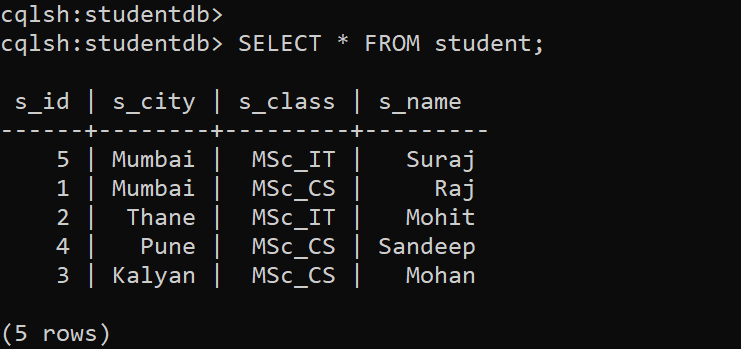 cqlsh:studentdb>
cqlsh:studentdb> SELECT * FROM student;
 s_id | s_city | s_class | s_name
------+--------+---------+---------
    5 | Mumbai |  MSc_IT |   Suraj
    1 | Mumbai |  MSc_CS |     Raj
    2 |  Thane |  MSc_IT |   Mohit
    4 |   Pune |  MSc_CS | Sandeep
    3 | Kalyan |  MSc_CS |   Mohan
(5 rows)